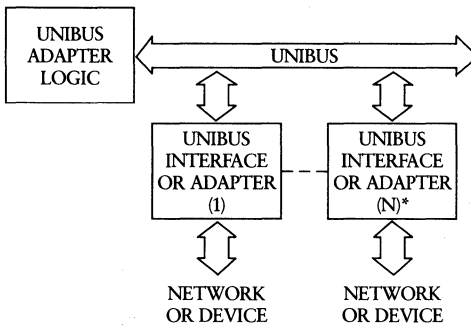 UNIBUS
ADAPTER
LOGIC
UNIBUS
UNIBUS
INTERFACE
OR ADAPTER
(1)
UNIBUS
INTERFACE
OR ADAPTER
(N)*
NETWORK
OR DEVICE
NETWORK
OR DEVICE